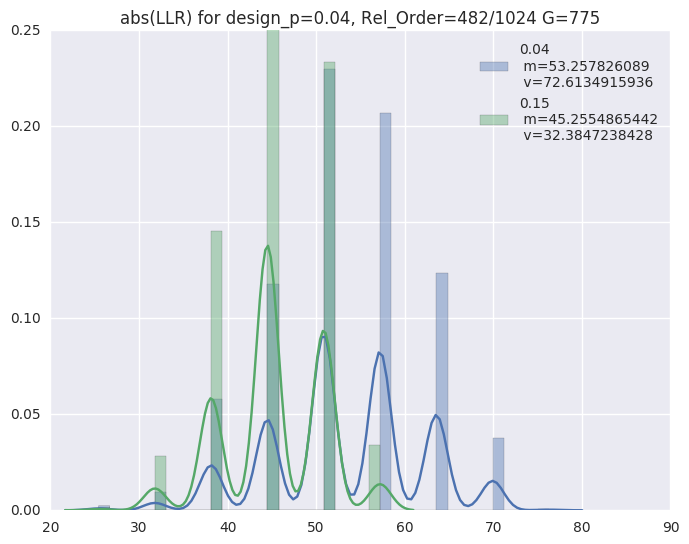 abs(LLR) for design_p=0.04, Rel_Order=482/1024 G=775
0.25
0.20
0.15
0.10
0.05
0.00
20 30 40 50 60 70 80 90
0.04
m=53.257826089
v=72.6134915936
0.15
m=45.2554865442
v=32.3847238428